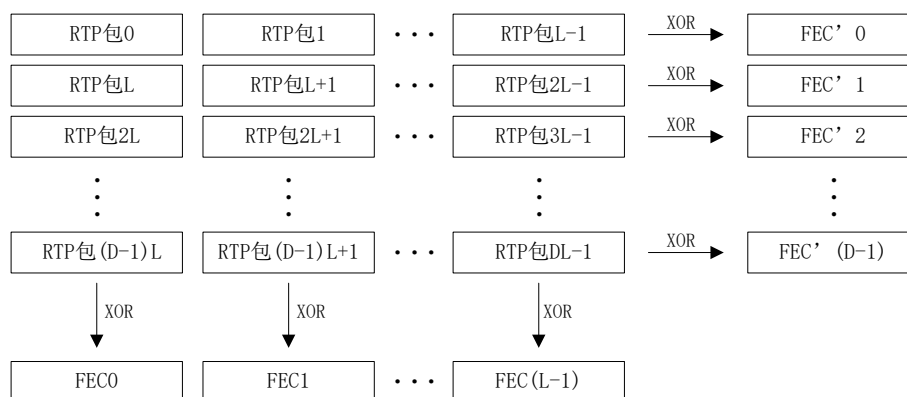 RTP包0 RTP包1 ··· RTP包L-1 XOR FEC’0
RTP包L RTP包L+1 ··· RTP包2L-1 XOR FEC’1
RTP包2L RTP包2L+1 ··· RTP包3L-1 XOR FEC’2
RTP包(D-1)L RTP包(D-1)L+1 ··· RTP包DL-1 XOR FEC’(D-1)
XOR XOR XOR
FEC0 FEC1 ··· FEC(L-1)